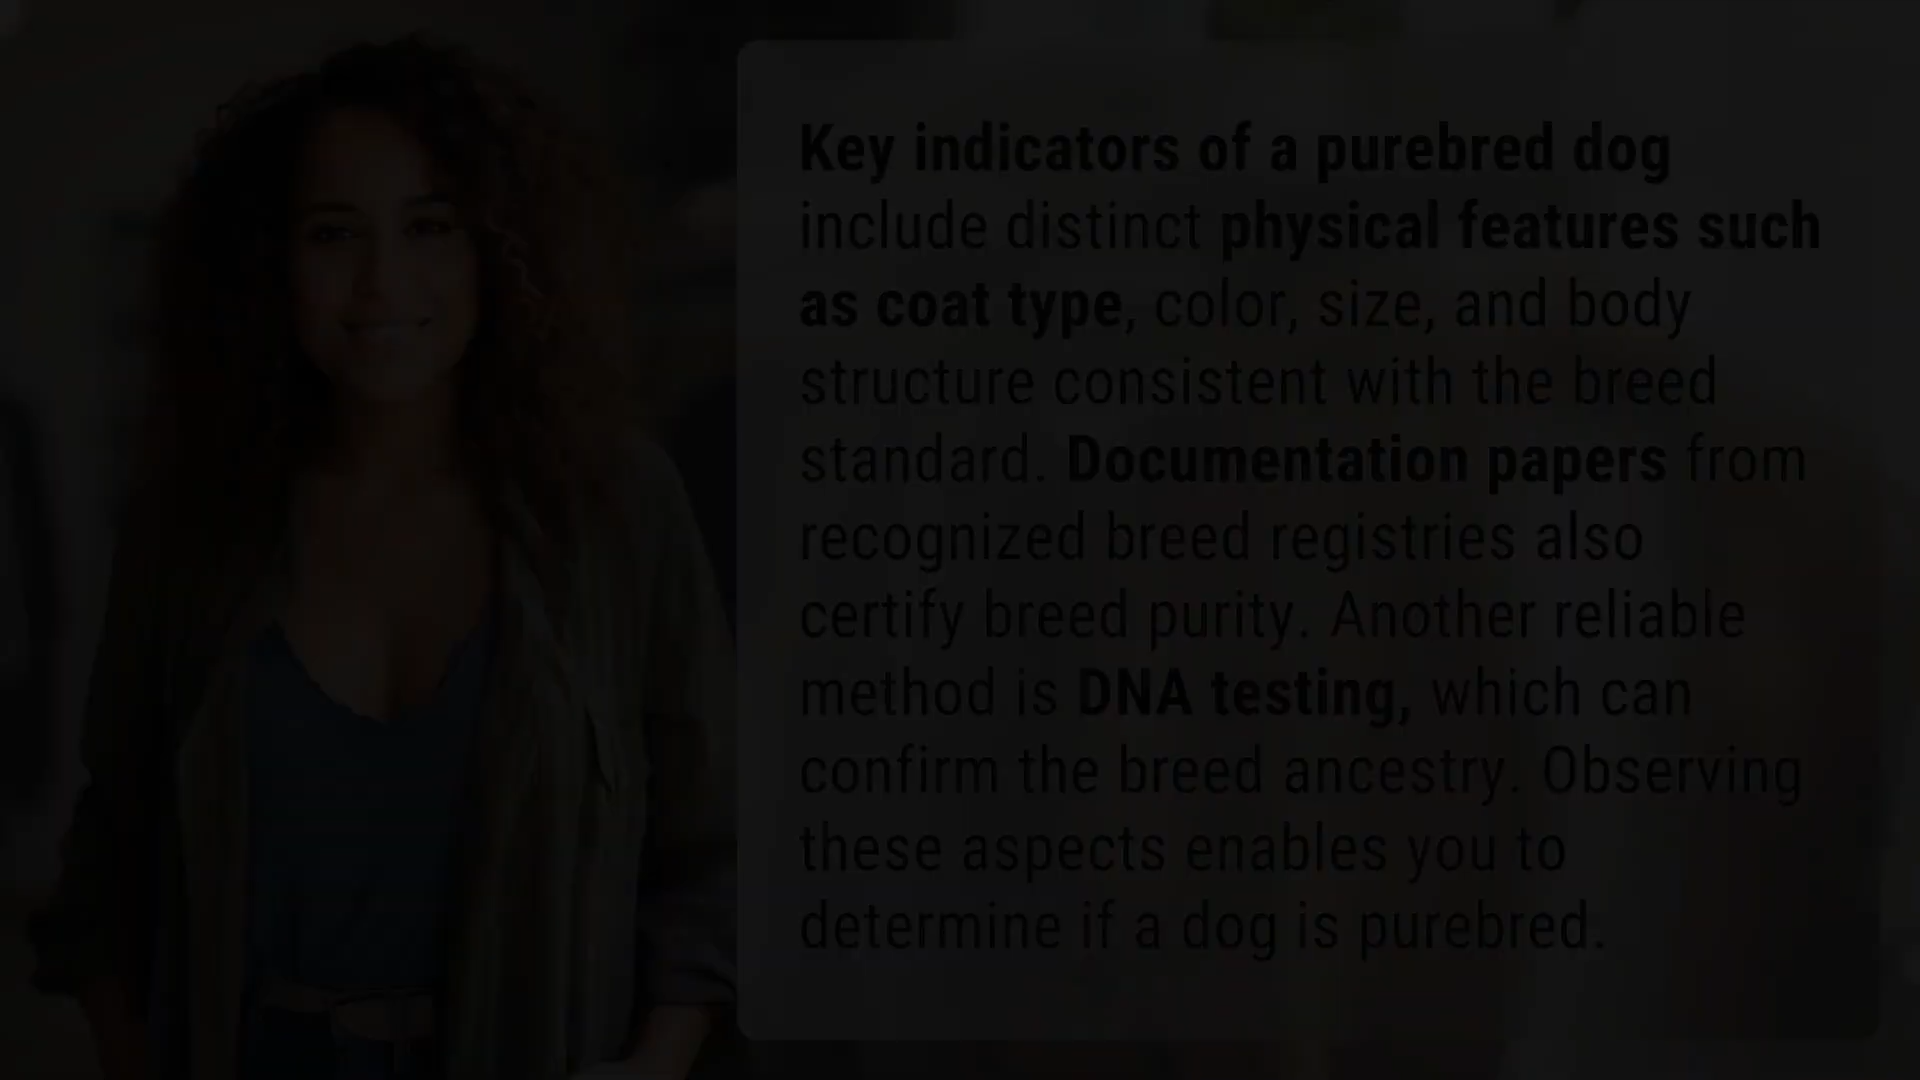 Key indicators of a purebred dog
include distinct physical features such
as coat type, color, size, and body
structure consistent with the breed
standard. Documentation papers from
recognized breed registries also
certify breed purity. Another reliable
method is DNA testing, which can
confirm the breed ancestry. Observing
these aspects enables you to
determine if a dog is purebred.